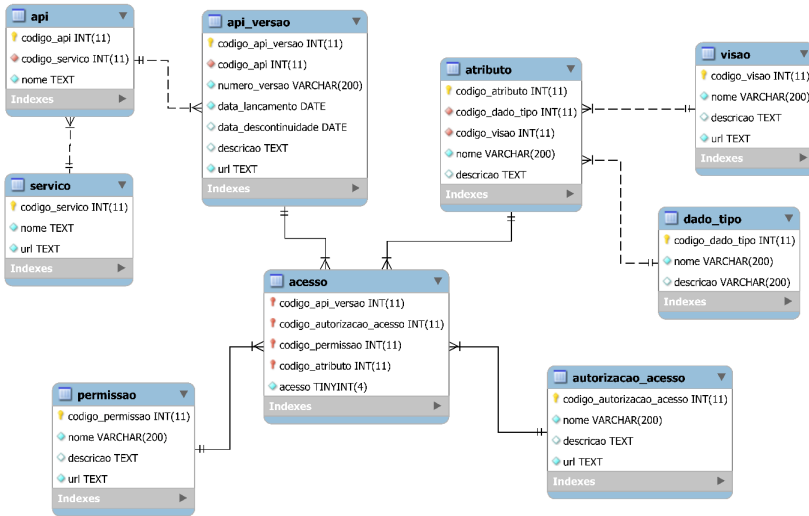 api
codigo_api INT(11)
codigo_servico INT(11)
nome TEXT
Indexes
api_versao
codigo_api_versao INT(11)
codigo_api INT(11)
numero_versao VARCHAR(200)
data_lancamento DATE
data_descontinuidade DATE
descricao TEXT
url TEXT
Indexes
atributo
codigo_atributo INT(11)
codigo_dado_tipo INT(11)
codigo_visao INT(11)
nome VARCHAR(200)
descricao TEXT
Indexes
visao
codigo_visao INT(11)
nome VARCHAR(200)
descricao TEXT
url TEXT
Indexes
servico
codigo_servico INT(11)
nome TEXT
url TEXT
Indexes
dado_tipo
codigo_dado_tipo INT(11)
nome VARCHAR(200)
descricao VARCHAR(200)
Indexes
acesso
codigo_api_versao INT(11)
codigo_autorizacao_acesso INT(11)
codigo_permissao INT(11)
codigo_atributo INT(11)
acesso TINYINT(4)
Indexes
permissao
codigo_permissao INT(11)
nome VARCHAR(200)
descricao TEXT
url TEXT
Indexes
autorizacao_acesso
codigo_autorizacao_acesso INT(11)
nome VARCHAR(200)
descricao TEXT
url TEXT
Indexes